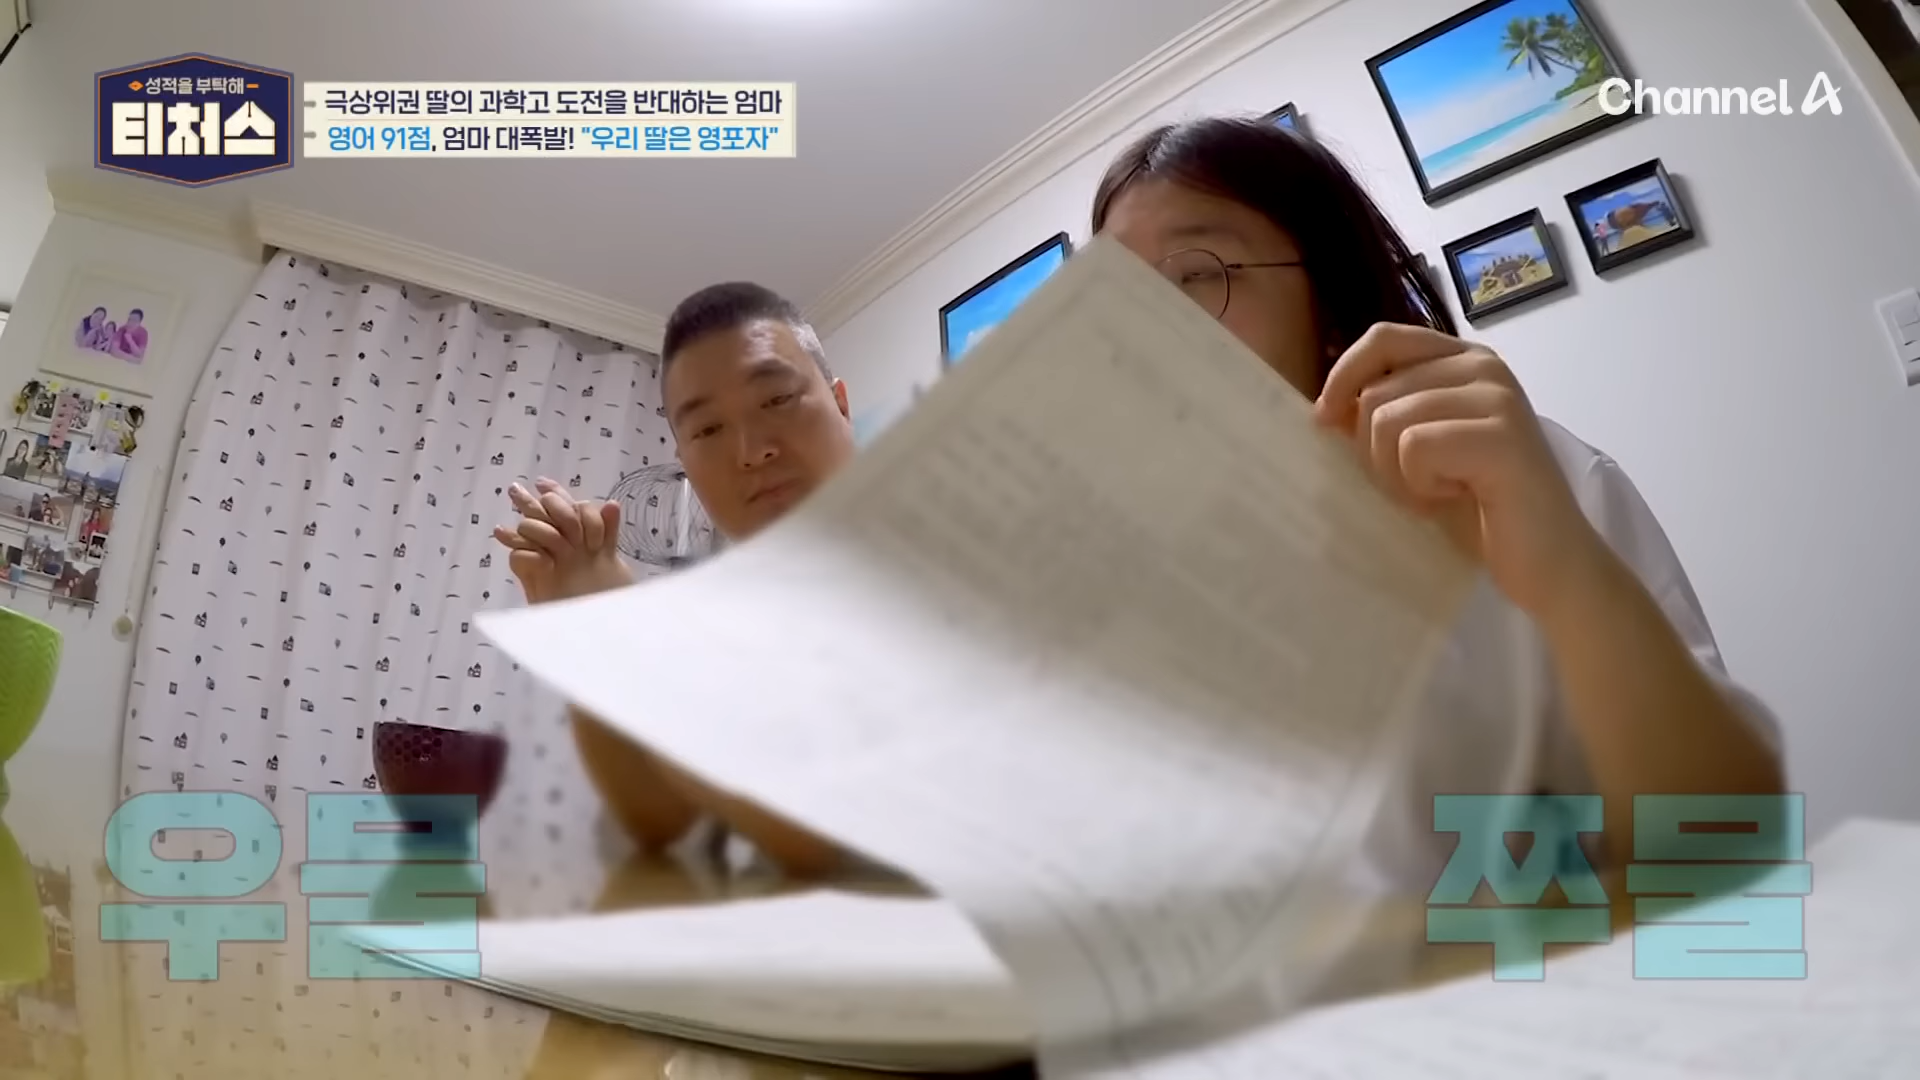 성적을 부탁해
티처스
극상위권 딸의 과학고 도전을 반대하는 엄마
영어 91점, 엄마 대폭발! "우리 딸은 영포자"
Channel A
우물 쭈물